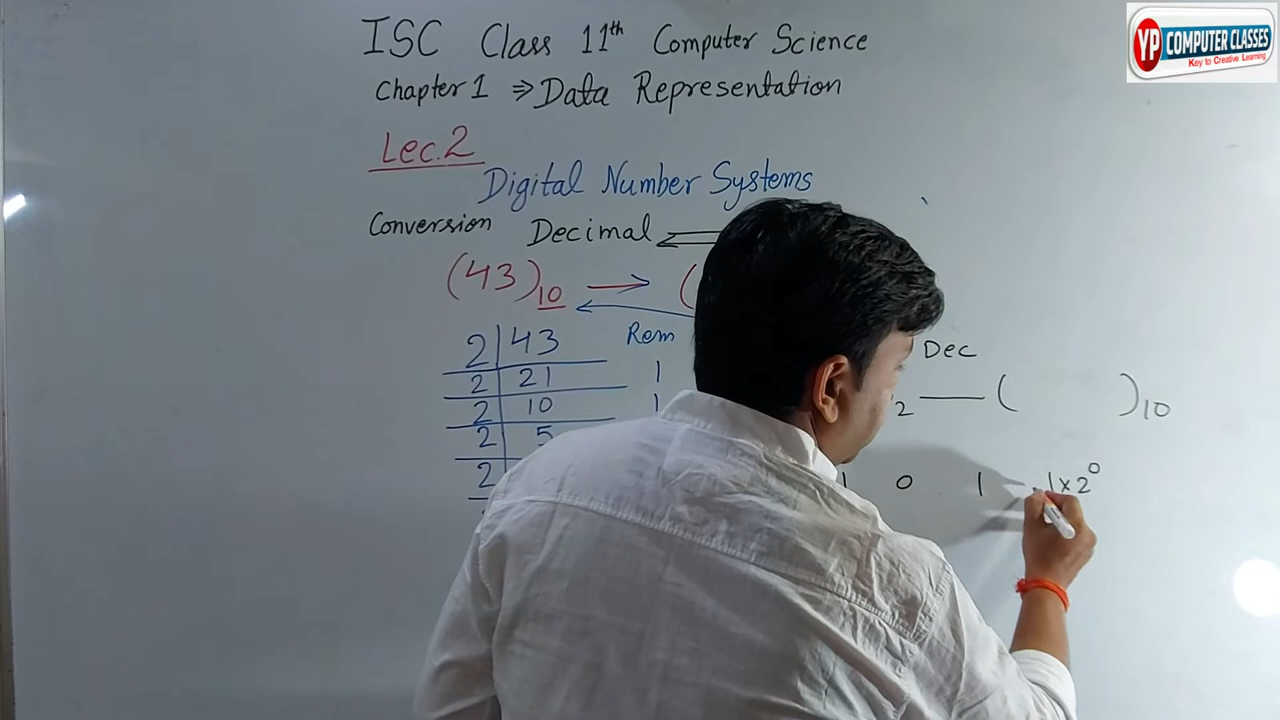 ISC Class 11th Computer Science
YP COMPUTER CLASSES
Key to Creative Learning
Chapter 1 ⇒ Data Representation
Lec. 2
Digital Number Systems
Conversion Decimal
(43)10 → (
2 43 Rem
2 21 1
2 10 1
2 5
2
Dec
2 — ( )10
1 0 1 1×2^0